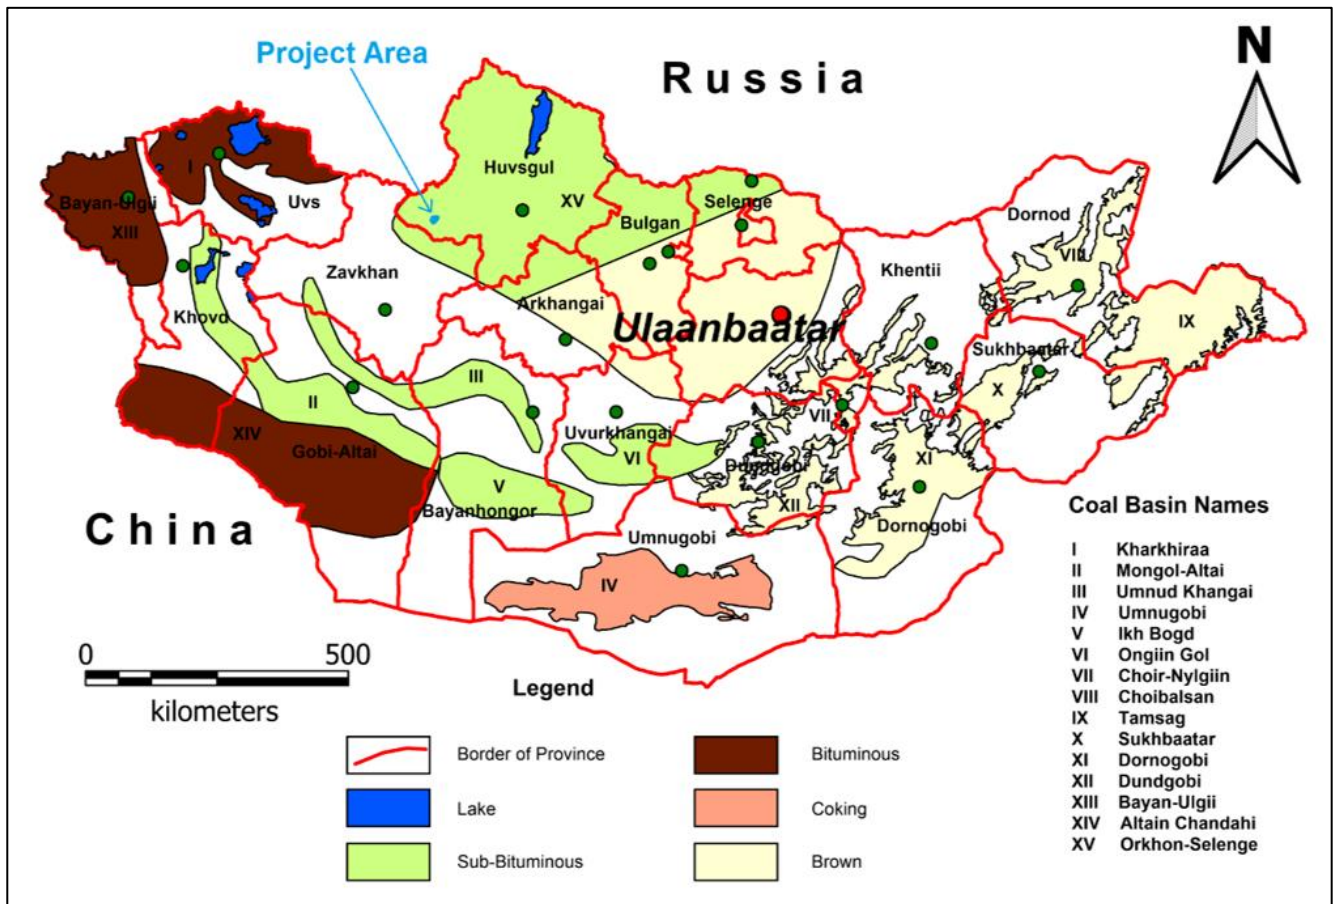 Project Area
Russia
N
Huvsgul
XV
Selenge
Bulgan
I
Uvs
Bayan-Ulgii
XIII
Dornod
VIII
Khentii
Zavkhan
Arkhangai
Khovd
Ulaanbaatar
IX
Sukhbaatar
III
X
II
VII
XIV
Gobi-Altai
Uvurkhangai
VI
Dundgobi
XI
V
Bayanhongor
XII
Dornogobi
China
Umnugobi
IV
Coal Basin Names
I Kharkhiraa
II Mongol-Altai
III Umnud Khangai
IV Umnugobi
V Ikh Bogd
VI Ongiin Gol
VII Choir-Nylgiin
VIII Choibalsan
IX Tamsag
X Sukhbaatar
XI Dornogobi
XII Dundgobi
XIII Bayan-Ulgii
XIV Altain Chandahi
XV Orkhon-Selenge
0 500
kilometers
Legend
Border of Province
Bituminous
Lake
Coking
Sub-Bituminous
Brown